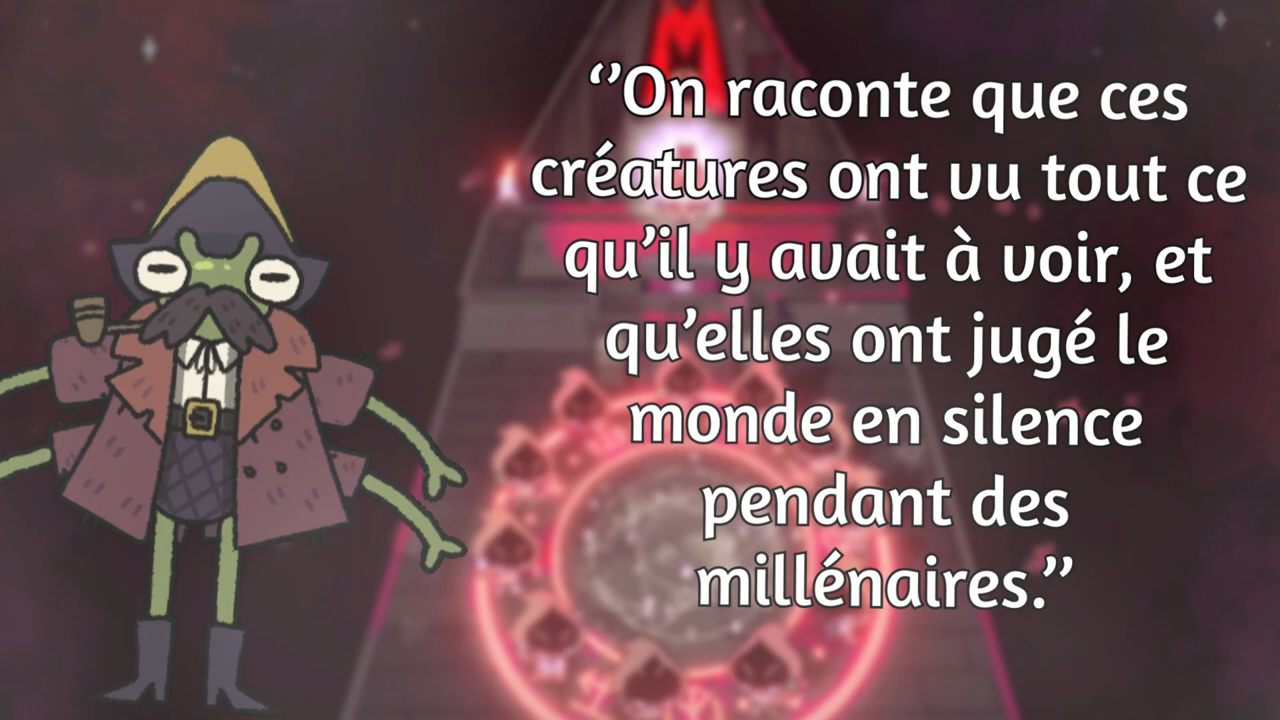 ‘’On raconte que ces
créatures ont vu tout ce
qu’il y avait à voir, et
qu’elles ont jugé le
monde en silence
pendant des
millénaires.’’